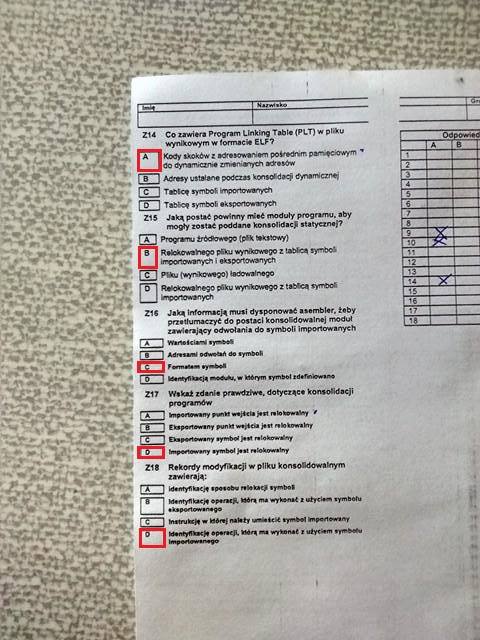 Imię Nazwisko
Z14 Co zawiera Program Linking Table (PLT) w pliku
wynikowym w formacie ELF?
A Kody skoków z adresowaniem pośrednim pamięciowym
do dynamicznie zmienianych adresów
B Adresy ustalane podczas konsolidacji dynamicznej
C Tablicę symboli importowanych
D Tablicę symboli eksportowanych
Z15 Jaką postać powinny mieć moduły programu, aby
mogły zostać poddane konsolidacji statycznej?
A Programu źródłowego (plik tekstowy)
B Relokowalnego pliku wynikowego z tablicą symboli
importowanych i eksportowanych
C Pliku (wynikowego) ładowalnego
D Relokowalnego pliku wynikowego z tablicą symboli
importowanych
Z16 Jaką informacją musi dysponować asembler, żeby
przetłumaczyć do postaci konsolidowalnej moduł
zawierający odwołania do symboli importowanych
A Wartościami symboli
B Adresami odwołań do symboli
C Formatem symboli
D Identyfikacją modułu, w którym symbol zdefiniowano
Z17 Wskaż zdanie prawdziwe, dotyczące konsolidacji
programów
A Importowany punkt wejścia jest relokowalny
B Eksportowany punkt wejścia jest relokowalny
C Eksportowany symbol jest relokowalny
D Importowany symbol jest relokowalny
Z18 Rekordy modyfikacji w pliku konsolidowalnym
zawierają:
A Identyfikację sposobu relokacji symboli
B Identyfikację operacji, którą ma wykonać z użyciem symbolu
eksportowanego
C Instrukcję w której należy umieścić symbol importowany
D Identyfikację operacji, którą ma wykonać z użyciem symbolu
importowanego
Gr
Odpowied
A B
1
2
3
4
5
6
7
8
9 X
10 X
11
12
13
14 X
15
16
17
18